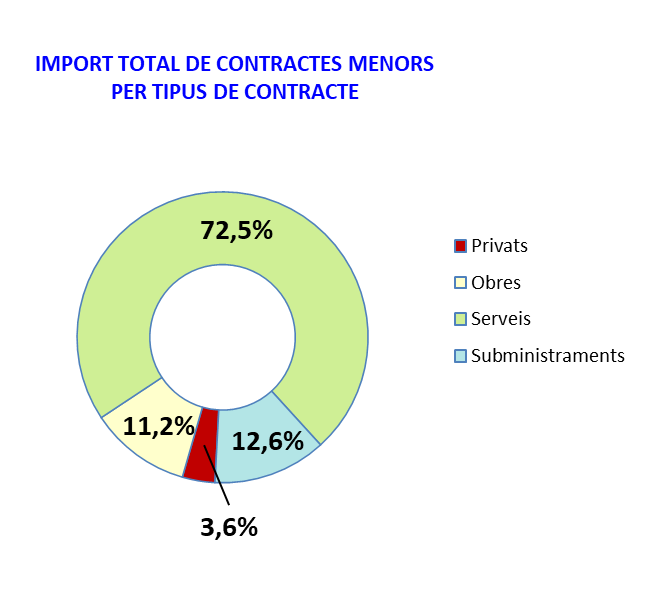 IMPORT TOTAL DE CONTRACTES MENORS
PER TIPUS DE CONTRACTE
72,5%
11,2%
12,6%
3,6%
Privats
Obres
Serveis
Subministraments